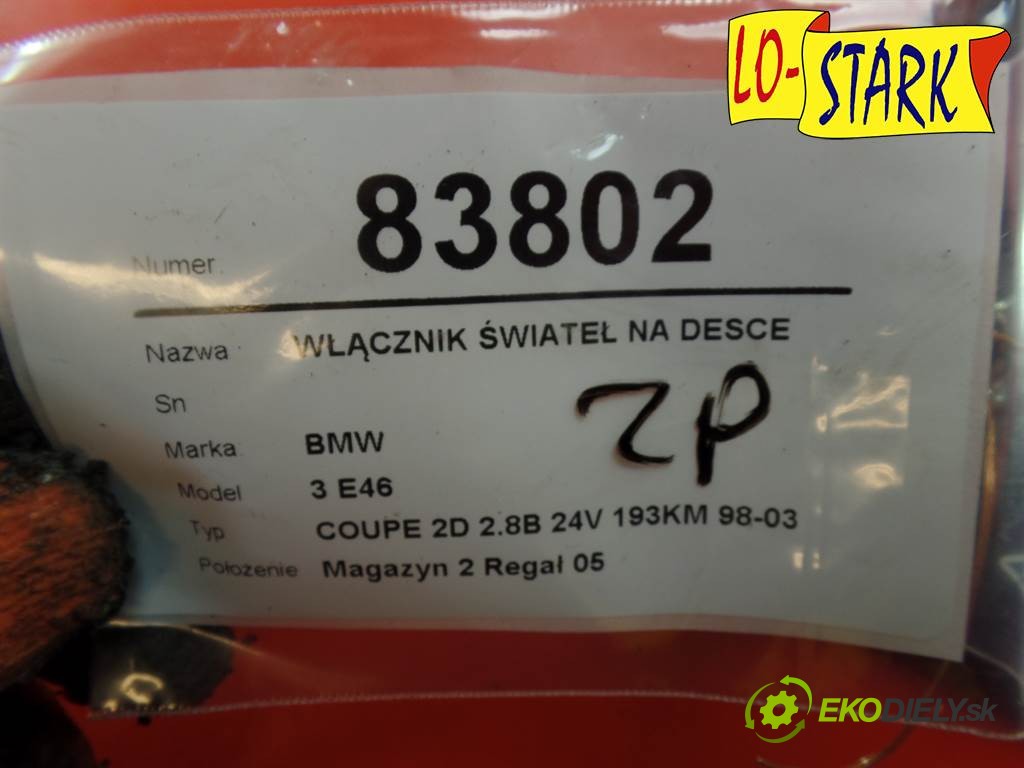 LO-STARK
Numer: 83802
Nazwa WŁĄCZNIK ŚWIATEŁ NA DESCE
Sn
ZP
Marka BMW
Model 3 E46
Typ COUPE 2D 2.8B 24V 193KM 98-03
Położenie Magazyn 2 Regał 05
EKODIELY.sk